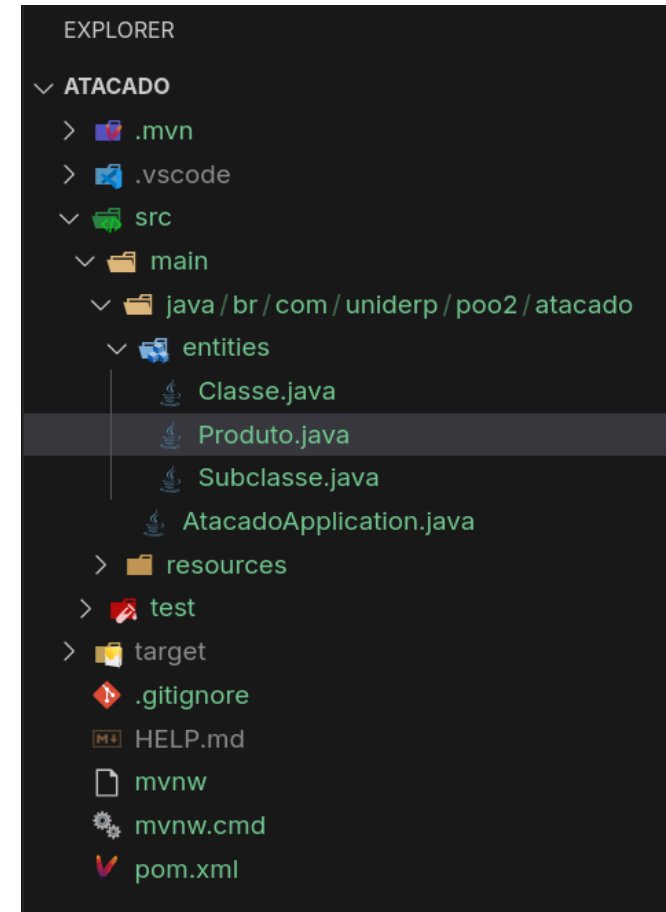 EXPLORER
ATACADO
.mvn
.vscode
src
main
java/br/com/uniderp/poo2/atacado
entities
Classe.java
Produto.java
Subclasse.java
AtacadoApplication.java
resources
test
target
.gitignore
HELP.md
mvnw
mvnw.cmd
pom.xml